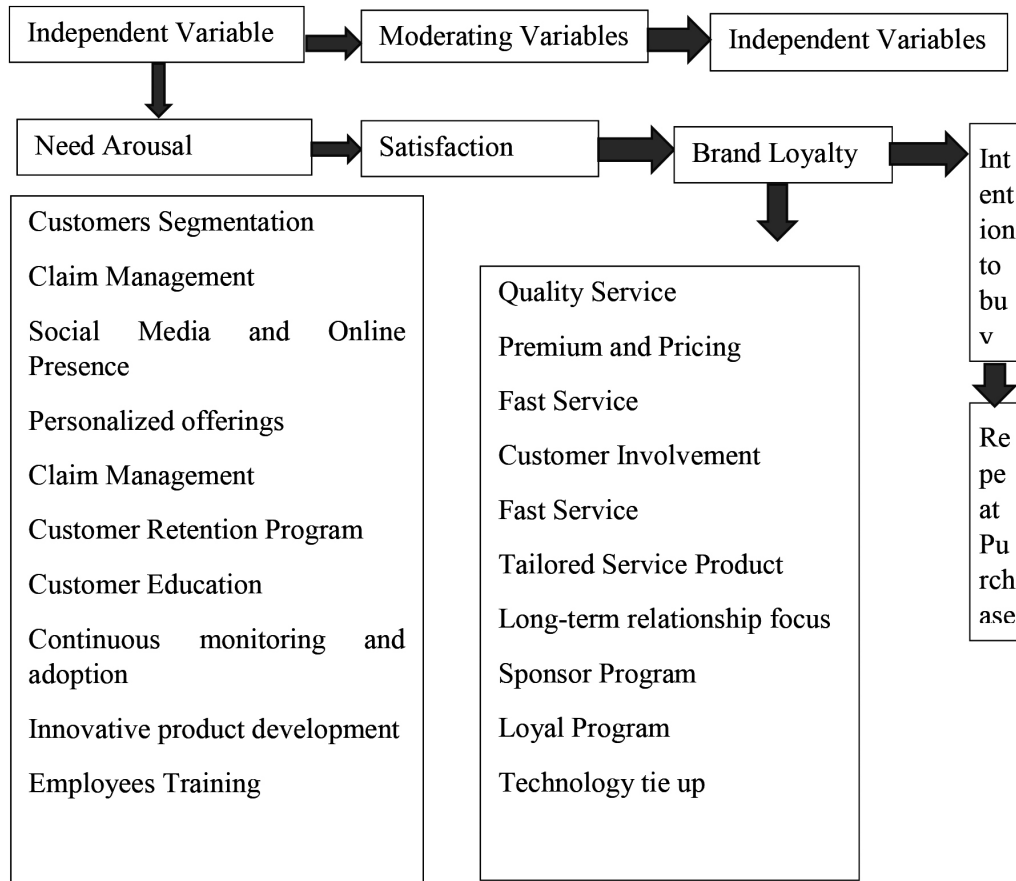 Independent Variable
Moderating Variables
Independent Variables
Need Arousal
Satisfaction
Brand Loyalty
Int
ent
ion
to
bu
y
Customers Segmentation
Claim Management
Social Media and Online
Presence
Personalized offerings
Claim Management
Customer Retention Program
Customer Education
Continuous monitoring and
adoption
Innovative product development
Employees Training
Quality Service
Premium and Pricing
Fast Service
Customer Involvement
Fast Service
Tailored Service Product
Long-term relationship focus
Sponsor Program
Loyal Program
Technology tie up
Re
pe
at
Pu
rch
ase